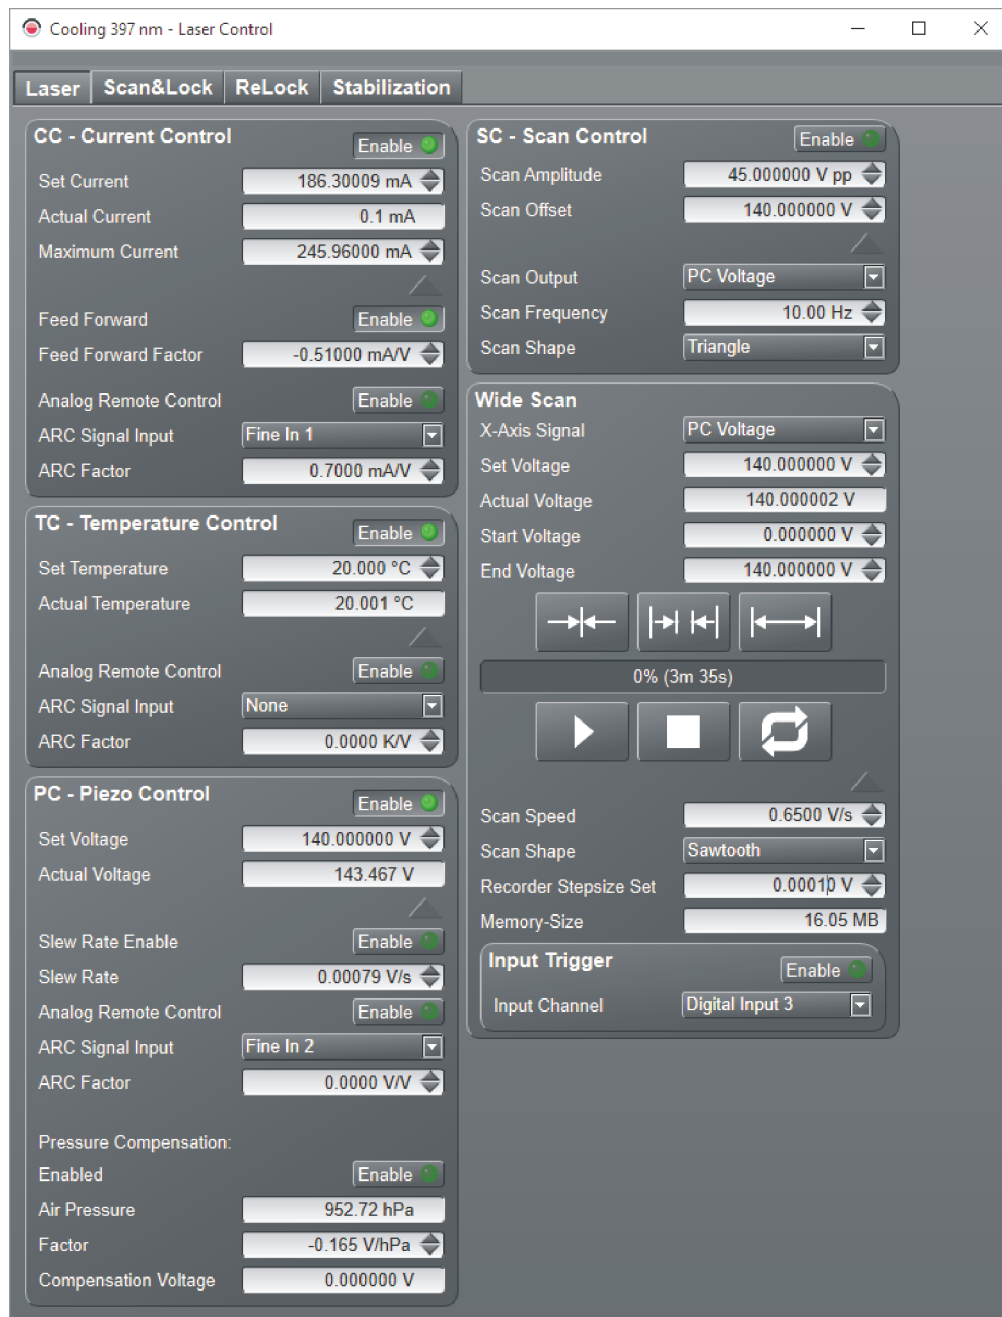 Cooling 397 nm - Laser Control
Laser Scan&Lock ReLock Stabilization
CC - Current Control Enable
Set Current 186.30009 mA
Actual Current 0.1 mA
Maximum Current 245.96000 mA
Feed Forward Enable
Feed Forward Factor -0.51000 mA/V
Analog Remote Control Enable
ARC Signal Input Fine In 1
ARC Factor 0.7000 mA/V
TC - Temperature Control Enable
Set Temperature 20.000 °C
Actual Temperature 20.001 °C
Analog Remote Control Enable
ARC Signal Input None
ARC Factor 0.0000 K/V
PC - Piezo Control Enable
Set Voltage 140.000000 V
Actual Voltage 143.467 V
Slew Rate Enable Enable
Slew Rate 0.00079 V/s
Analog Remote Control Enable
ARC Signal Input Fine In 2
ARC Factor 0.0000 V/V
Pressure Compensation:
Enabled Enable
Air Pressure 952.72 hPa
Factor -0.165 V/hPa
Compensation Voltage 0.000000 V
SC - Scan Control Enable
Scan Amplitude 45.000000 V pp
Scan Offset 140.000000 V
Scan Output PC Voltage
Scan Frequency 10.00 Hz
Scan Shape Triangle
Wide Scan
X-Axis Signal PC Voltage
Set Voltage 140.000000 V
Actual Voltage 140.000002 V
Start Voltage 0.000000 V
End Voltage 140.000000 V
0% (3m 35s)
Scan Speed 0.6500 V/s
Scan Shape Sawtooth
Recorder Stepsize Set 0.00010 V
Memory-Size 16.05 MB
Input Trigger Enable
Input Channel Digital Input 3